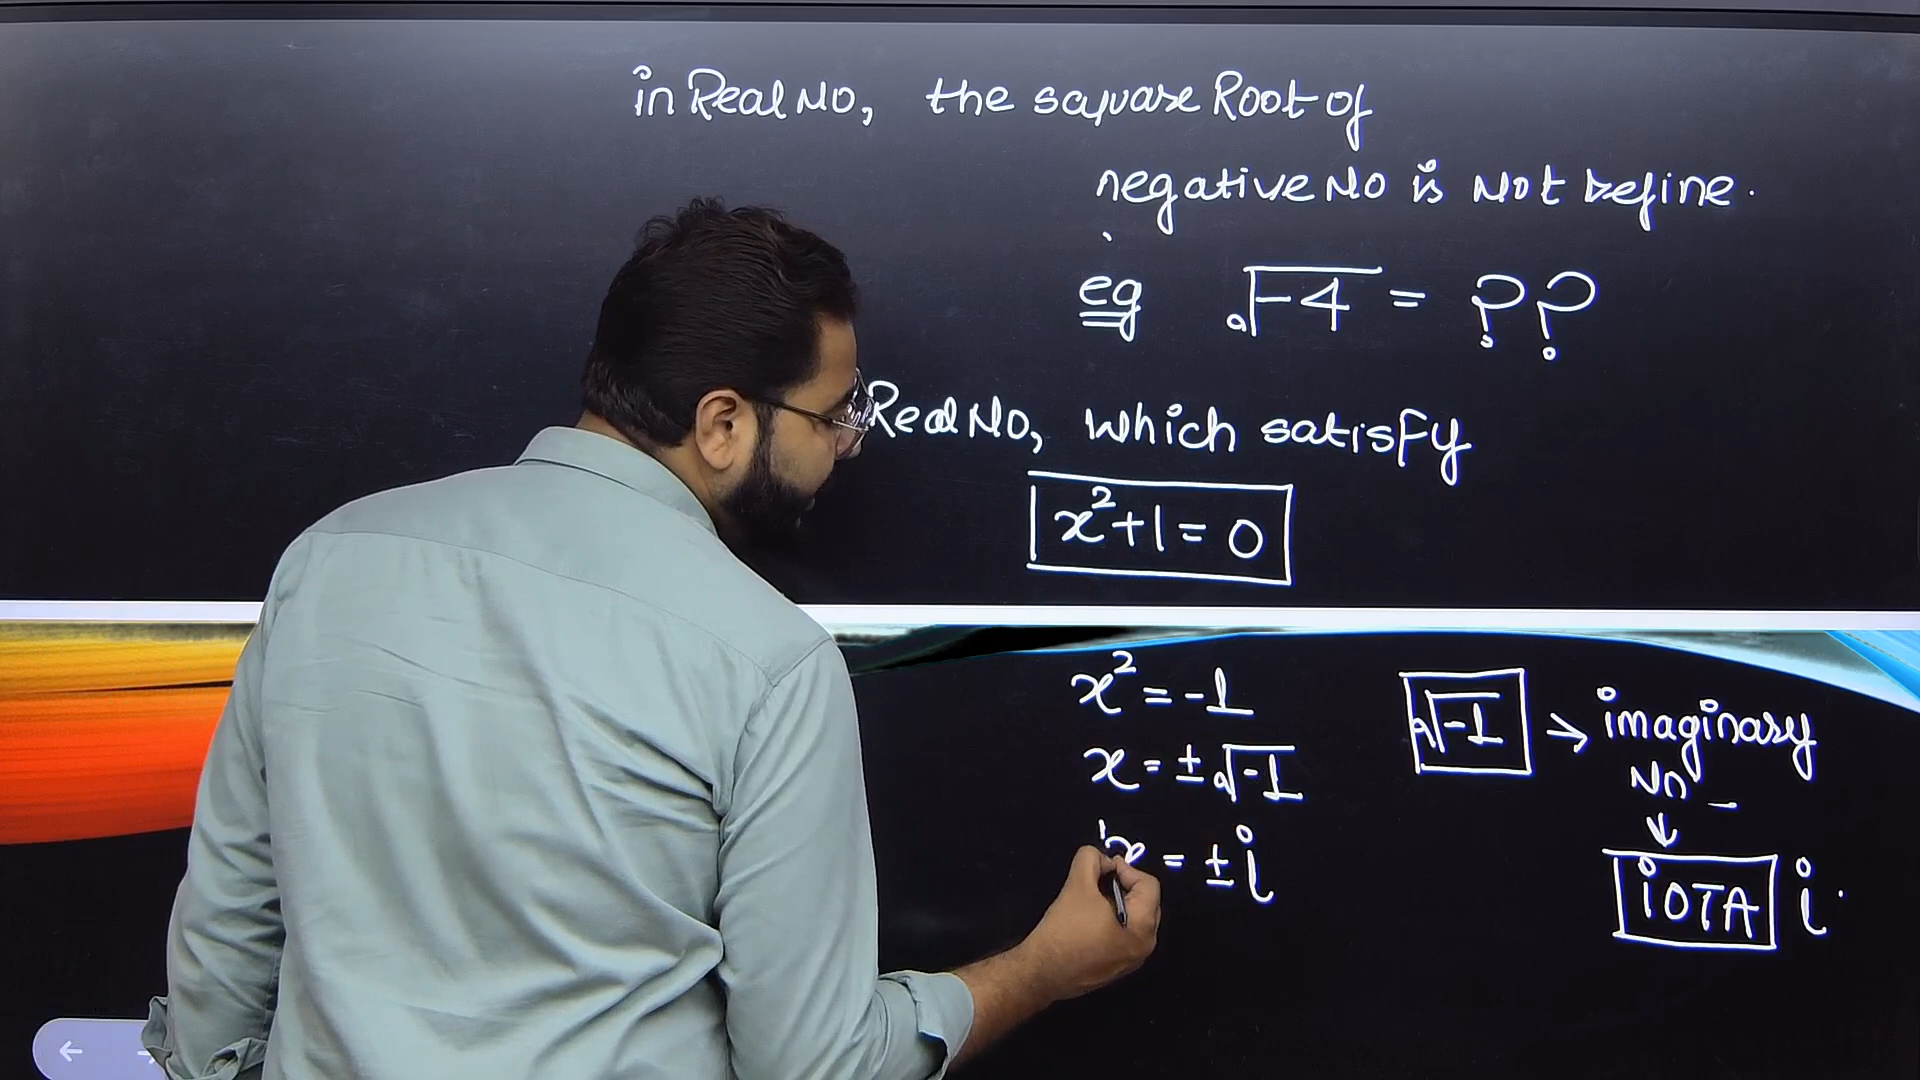 in Real No, the square Root of
negative No is Not Define.
eg √-4 = ??
Real No, which satisfy
x²+1=0
x² = -1
x = ±√-1
x = ±i
√-1 → imaginary
No
↓
iOTA i